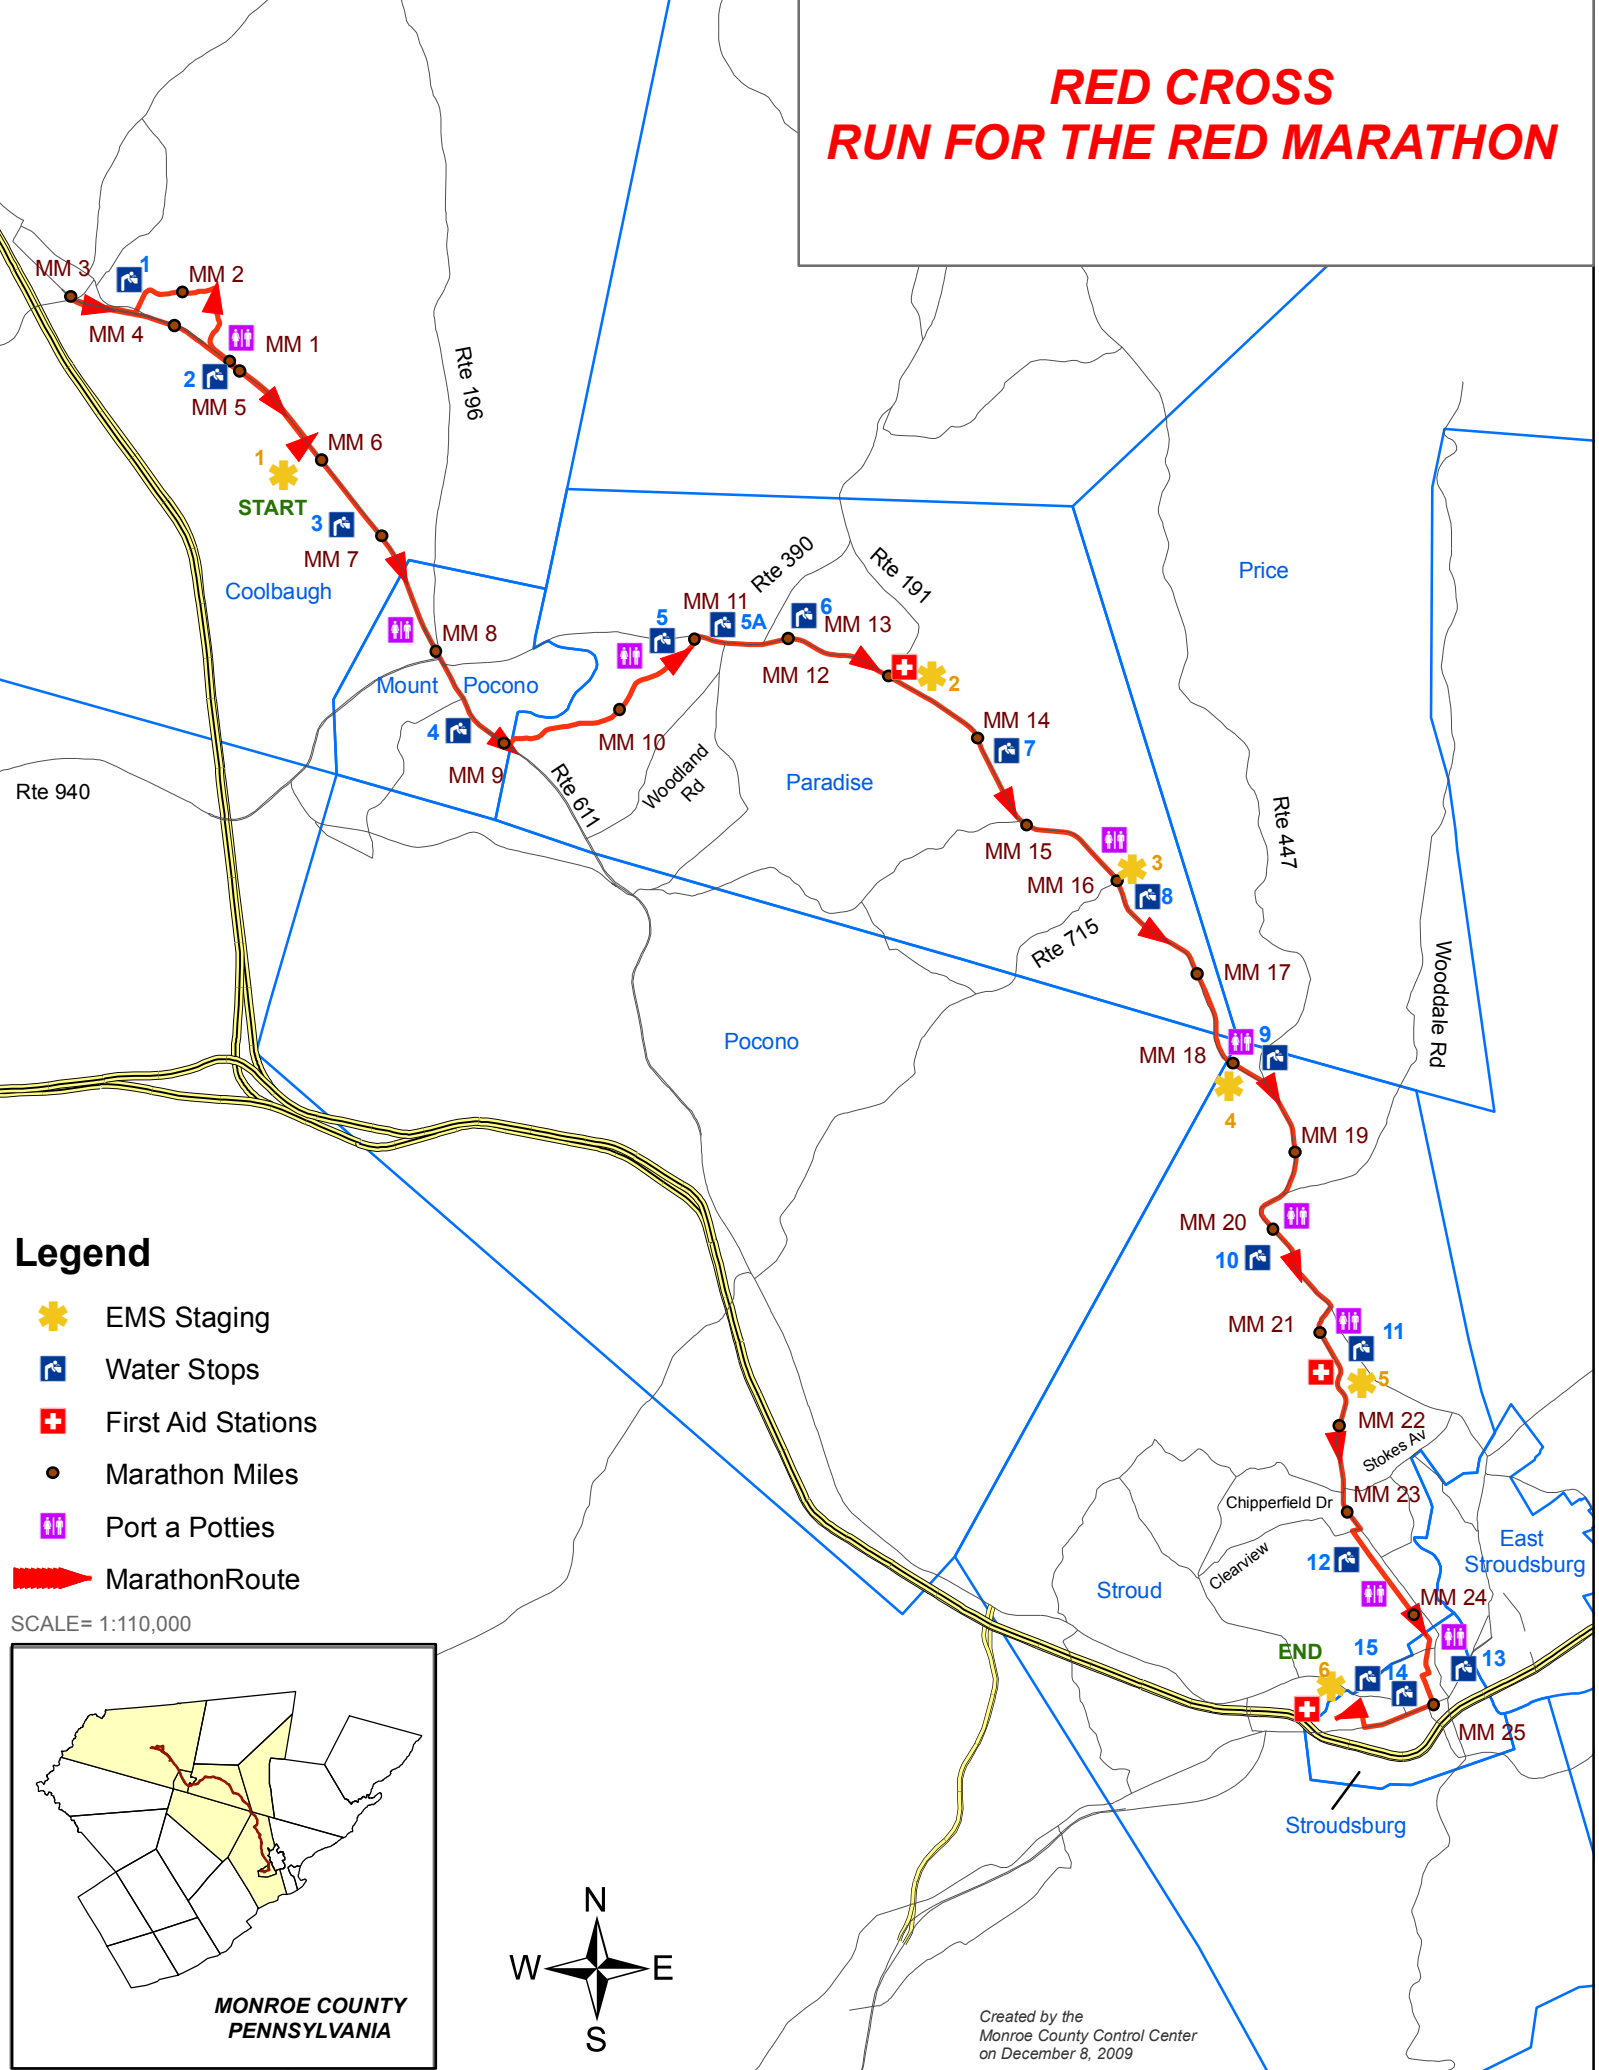 RED CROSS
RUN FOR THE RED MARATHON
MM 3
1
MM 2
MM 4
MM 1
2
MM 5
Rte 196
MM 6
1
START
3
MM 7
Coolbaugh
Price
Rte 390
Rte 191
MM 11
5
5A
6
MM 13
MM 8
MM 12
2
Mount Pocono
4
MM 9
MM 10
MM 14
7
Woodland
Rd
Rte 611
Paradise
Rte 940
Rte 447
MM 15
3
MM 16
8
Rte 715
MM 17
Wooddale Rd
Pocono
9
MM 18
4
MM 19
MM 20
10
MM 21
11
5
MM 22
Stokes Av
MM 23
Chipperfield Dr
East
Stroudsburg
12
Clearview
Stroud
MM 24
END
15
13
6
14
MM 25
Stroudsburg
Legend
EMS Staging
Water Stops
First Aid Stations
Marathon Miles
Port a Potties
MarathonRoute
SCALE= 1:110,000
MONROE COUNTY
PENNSYLVANIA
N
W
E
S
Created by the
Monroe County Control Center
on December 8, 2009